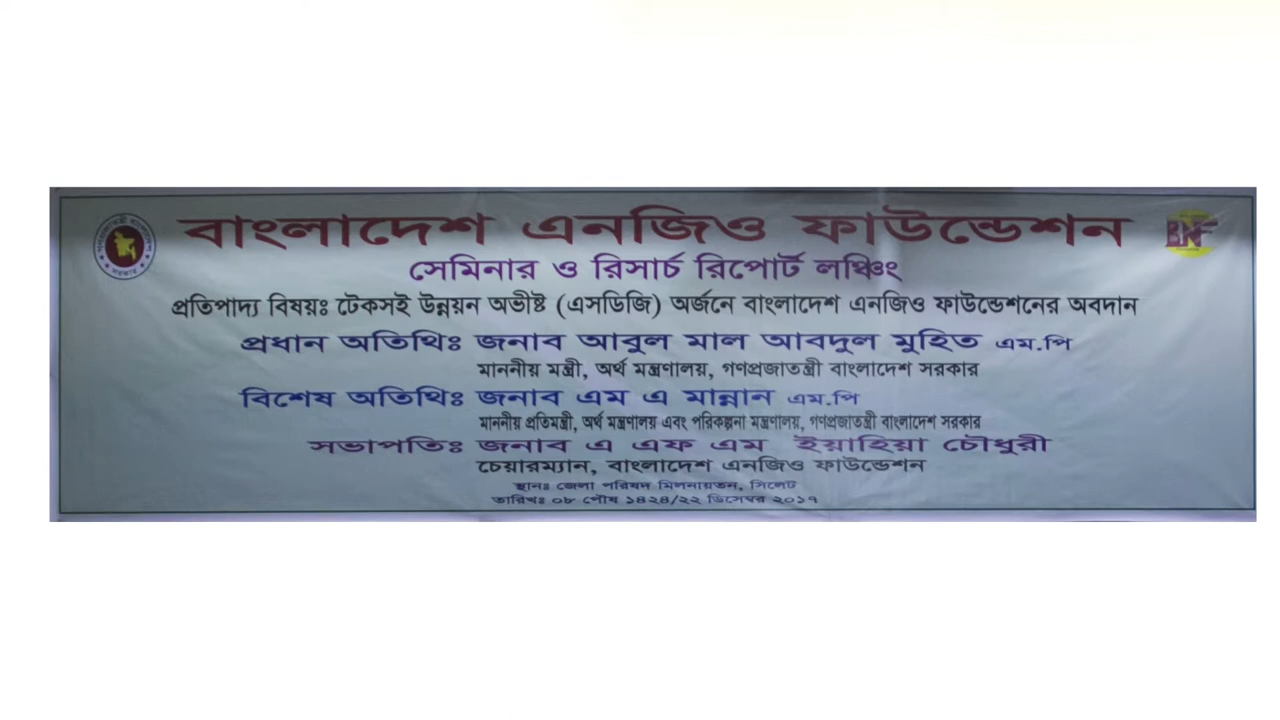 বাংলাদেশ এনজিও ফাউন্ডেশন
BNF
সেমিনার ও রিসার্চ রিপোর্ট লঞ্চিং
প্রতিপাদ্য বিষয়ঃ টেকসই উন্নয়ন অভীষ্ট (এসডিজি) অর্জনে বাংলাদেশ এনজিও ফাউন্ডেশনের অবদান
প্রধান অতিথিঃ জনাব আবুল মাল আবদুল মুহিত এম.পি
মাননীয় মন্ত্রী, অর্থ মন্ত্রণালয়, গণপ্রজাতন্ত্রী বাংলাদেশ সরকার
বিশেষ অতিথিঃ জনাব এম এ মান্নান এম.পি
মাননীয় প্রতিমন্ত্রী, অর্থ মন্ত্রণালয় এবং পরিকল্পনা মন্ত্রণালয়, গণপ্রজাতন্ত্রী বাংলাদেশ সরকার
সভাপতিঃ জনাব এ এফ এম ইয়াহিয়া চৌধুরী
চেয়ারম্যান, বাংলাদেশ এনজিও ফাউন্ডেশন
স্থানঃ জেলা পরিষদ মিলনায়তন, সিলেট
তারিখঃ ০৮ পৌষ ১৪২৪/২২ ডিসেম্বর ২০১৭